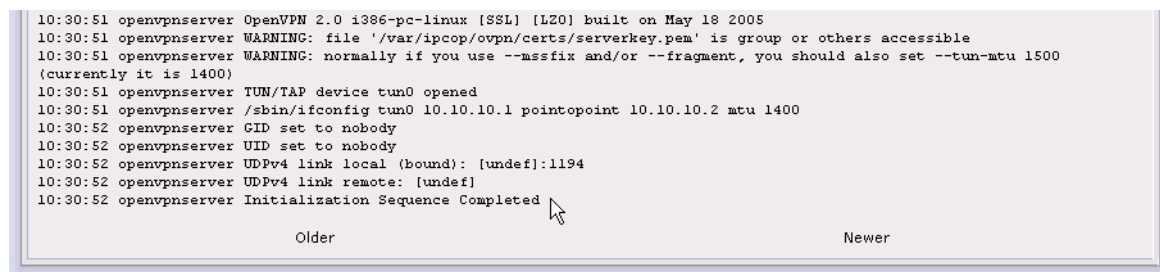 10:30:51 openvpnserver OpenVPN 2.0 i386-pc-linux [SSL] [LZO] built on May 18 2005
10:30:51 openvpnserver WARNING: file '/var/ipcop/ovpn/certs/serverkey.pem' is group or others accessible
10:30:51 openvpnserver WARNING: normally if you use --mssfix and/or --fragment, you should also set --tun-mtu 1500
(currently it is 1400)
10:30:51 openvpnserver TUN/TAP device tun0 opened
10:30:51 openvpnserver /sbin/ifconfig tun0 10.10.10.1 pointopoint 10.10.10.2 mtu 1400
10:30:52 openvpnserver GID set to nobody
10:30:52 openvpnserver UID set to nobody
10:30:52 openvpnserver UDPv4 link local (bound): [undef]:1194
10:30:52 openvpnserver UDPv4 link remote: [undef]
10:30:52 openvpnserver Initialization Sequence Completed
Older Newer